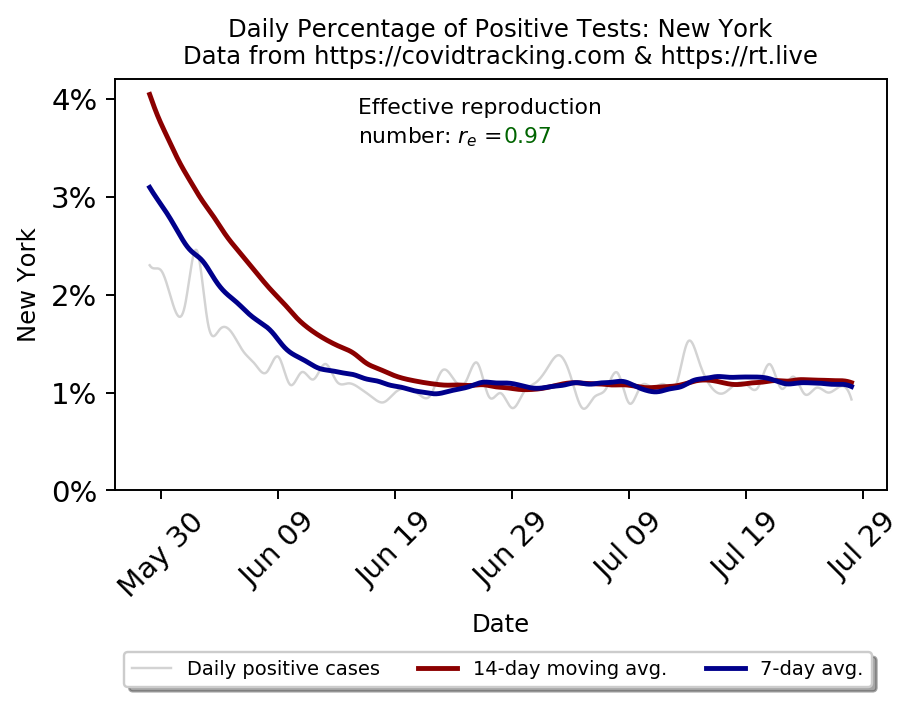 Daily Percentage of Positive Tests: New York
Data from https://covidtracking.com & https://rt.live
Effective reproduction
number: rₑ =0.97
4%
3%
2%
1%
0%
New York
May 30
Jun 09
Jun 19
Jun 29
Jul 09
Jul 19
Jul 29
Date
Daily positive cases
14-day moving avg.
7-day avg.